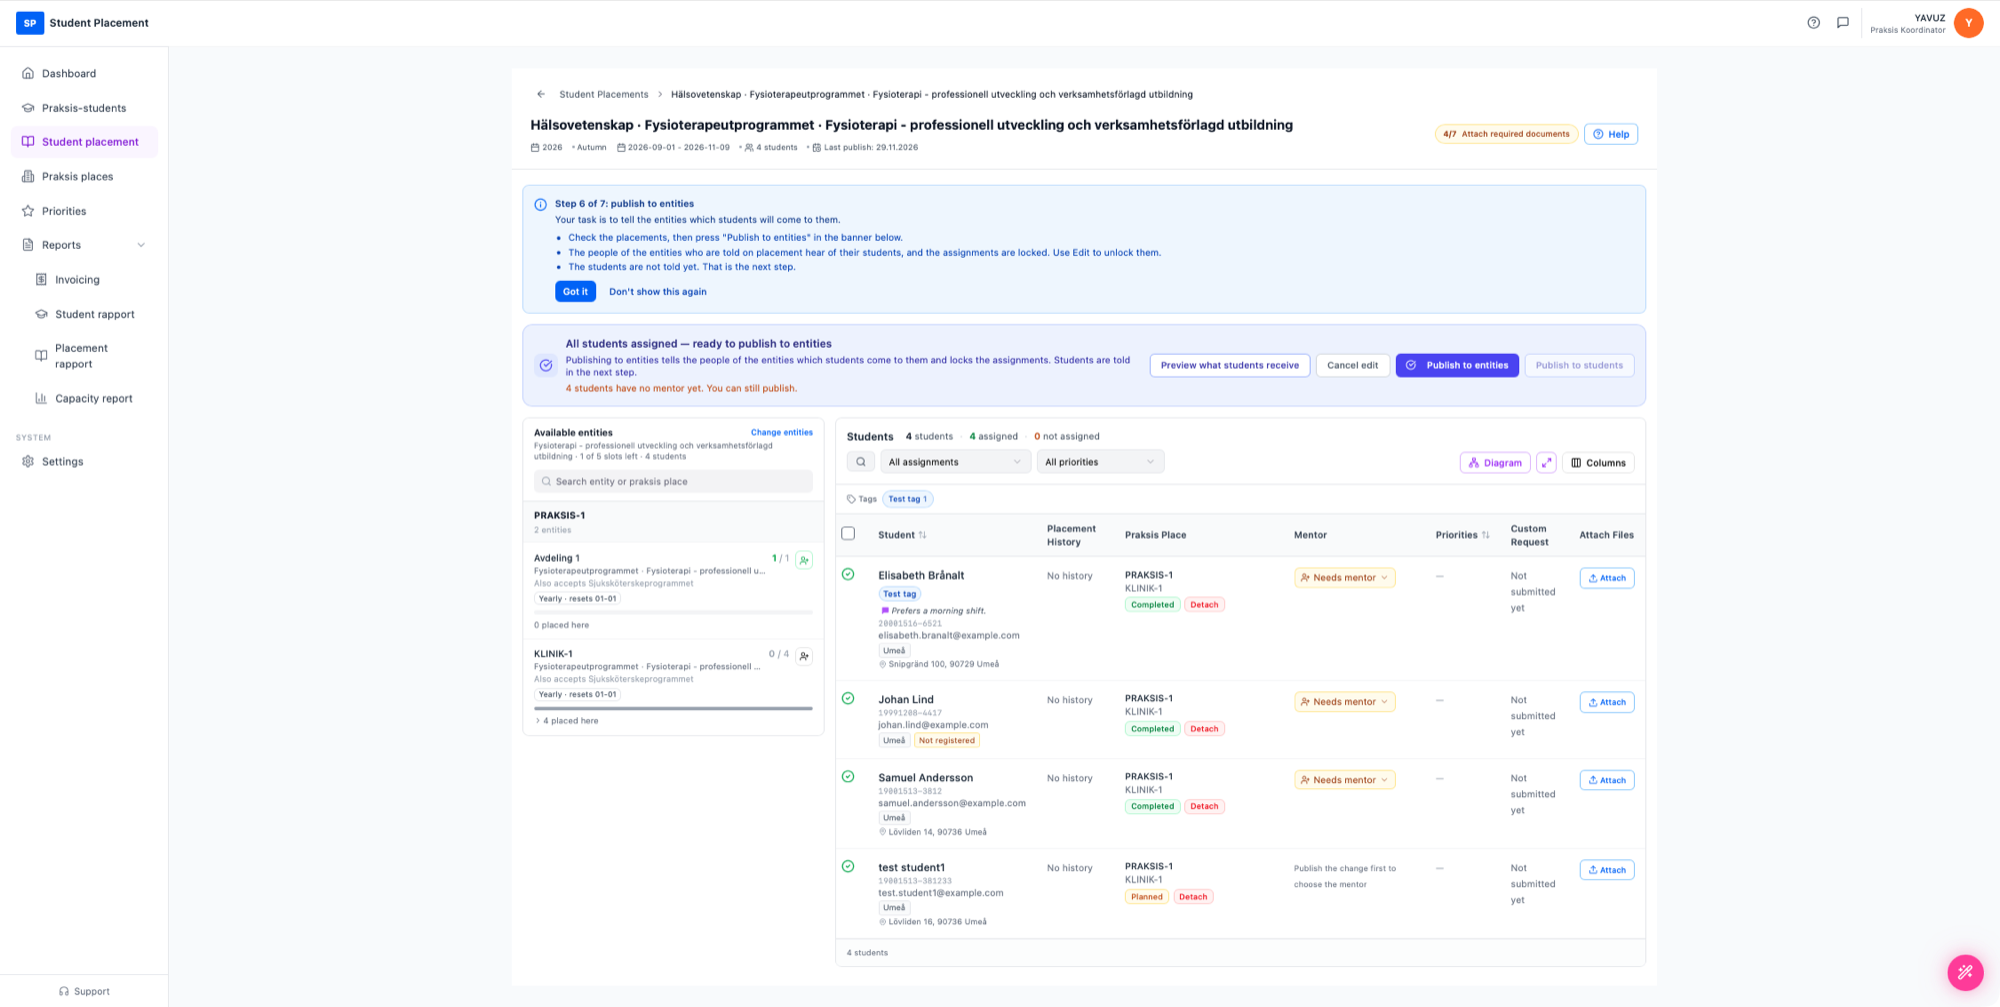 SP Student Placement
YAVUZ
Praksis Koordinator
Y
Dashboard
Praksis-students
Student placement
Praksis places
Priorities
Reports
Invoicing
Student rapport
Placement
rapport
Capacity report
SYSTEM
Settings
Support
Student Placements > Hälsovetenskap · Fysioterapeutprogrammet · Fysioterapi - professionell utveckling och verksamhetsförlagd utbildning
Hälsovetenskap · Fysioterapeutprogrammet · Fysioterapi - professionell utveckling och verksamhetsförlagd utbildning
2026 • Autumn 2026-09-01 - 2026-11-09 • 4 students • Last publish: 29.11.2026
4/7 Attach required documents
Help
Step 6 of 7: publish to entities
Your task is to tell the entities which students will come to them.
• Check the placements, then press "Publish to entities" in the banner below.
• The people of the entities who are told on placement hear of their students, and the assignments are locked. Use Edit to unlock them.
• The students are not told yet. That is the next step.
Got it Don't show this again
All students assigned — ready to publish to entities
Publishing to entities tells the people of the entities which students come to them and locks the assignments. Students are told
in the next step.
4 students have no mentor yet. You can still publish.
Preview what students receive Cancel edit Publish to entities Publish to students
Available entities Change entities
Fysioterapi - professionell utveckling och verksamhetsförlagd
utbildning · 1 of 5 slots left · 4 students
Search entity or praksis place
PRAKSIS-1
2 entities
Avdeling 1 1 / 1
Fysioterapeutprogrammet · Fysioterapi - professionell u...
Also accepts Sjuksköterskeprogrammet
Yearly · resets 01-01
0 placed here
KLINIK-1 0 / 4
Fysioterapeutprogrammet · Fysioterapi - professionell ...
Also accepts Sjuksköterskeprogrammet
Yearly · resets 01-01
4 placed here
Students 4 students · 4 assigned · 0 not assigned
All assignments All priorities
Diagram Columns
Tags Test tag 1
Student Placement History Praksis Place Mentor Priorities Custom Request Attach Files
Elisabeth Brånalt
Test tag
Prefers a morning shift.
20001516-6521
elisabeth.branalt@example.com
Umeå
Snipgränd 100, 90729 Umeå
No history
PRAKSIS-1
KLINIK-1
Completed Detach
Needs mentor
—
Not
submitted
yet
Attach
Johan Lind
19991208-4417
johan.lind@example.com
Umeå Not registered
No history
PRAKSIS-1
KLINIK-1
Completed Detach
Needs mentor
—
Not
submitted
yet
Attach
Samuel Andersson
19001513-3812
samuel.andersson@example.com
Umeå
Lövliden 14, 90736 Umeå
No history
PRAKSIS-1
KLINIK-1
Completed Detach
Needs mentor
—
Not
submitted
yet
Attach
test student1
19001513-381233
test.student1@example.com
Umeå
Lövliden 16, 90736 Umeå
No history
PRAKSIS-1
KLINIK-1
Planned Detach
Publish the change first to
choose the mentor
—
Not
submitted
yet
Attach
4 students